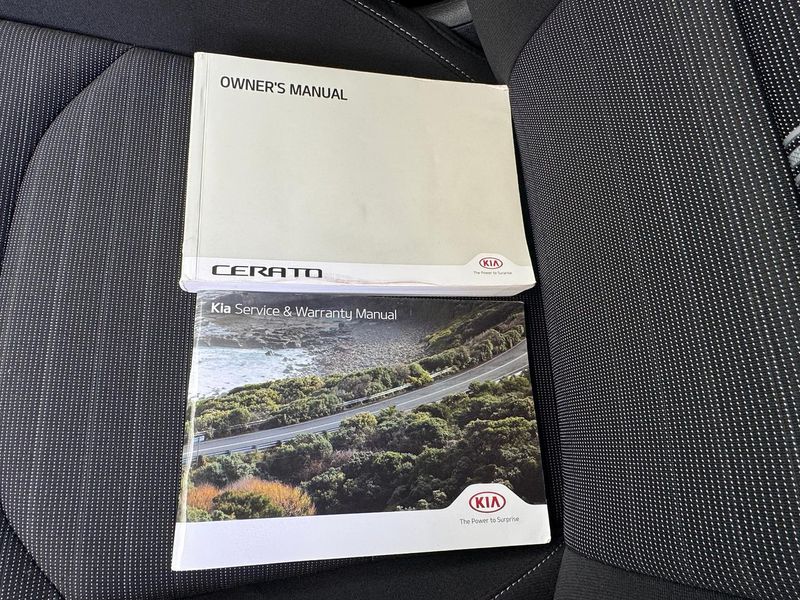 OWNER'S MANUAL
CERATO
KIA
The Power to Surprise
Kia Service & Warranty Manual
KIA
The Power to Surprise